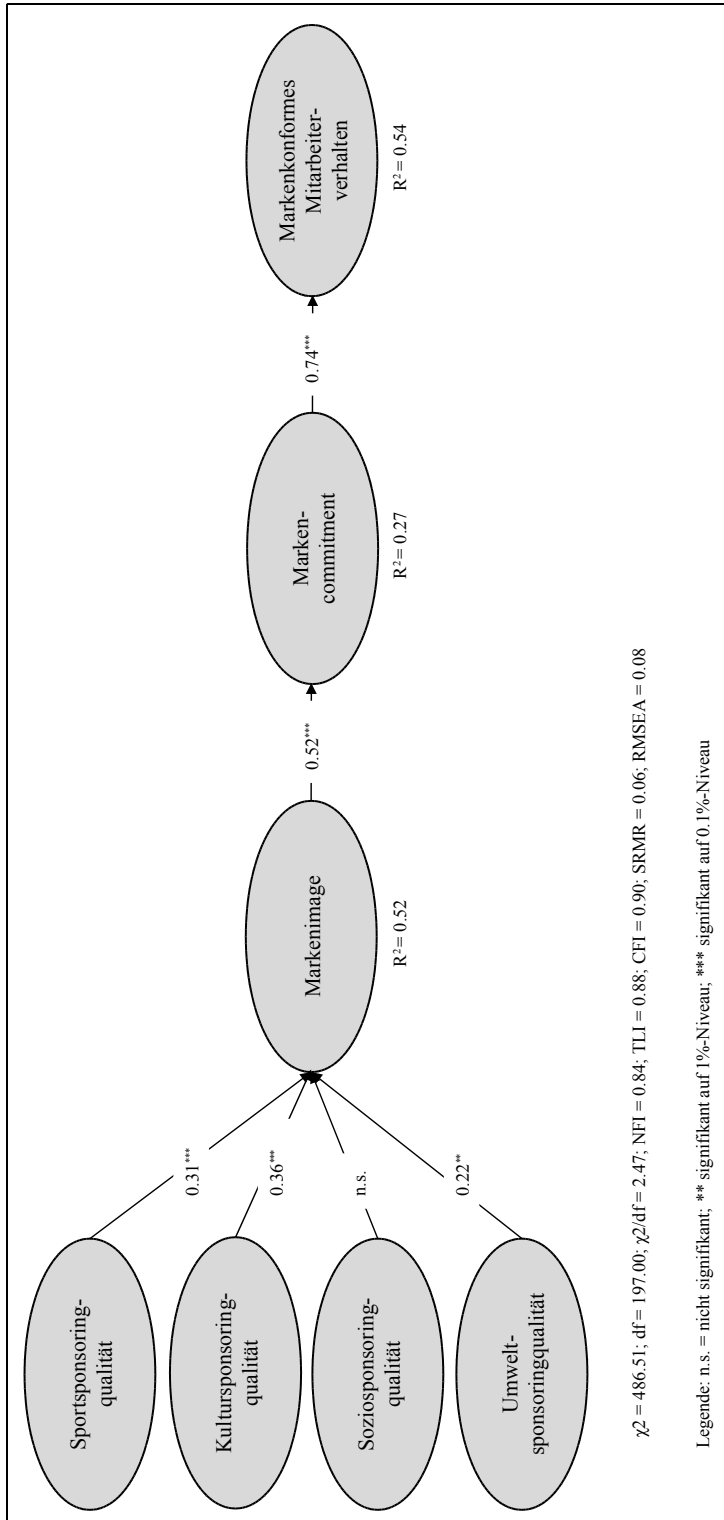 Sportsponsoring-
qualität
Kultursponsoring-
qualität
Soziosponsoring-
qualität
Umwelt-
sponsoringqualität
0.31***
0.36***
n.s.
0.22**
Markenimage
R² = 0.52
0.52***
Marken-
commitment
R² = 0.27
0.74***
Markenkonformes
Mitarbeiter-
verhalten
R² = 0.54
χ2 = 486.51; df = 197.00; χ2/df = 2.47; NFI = 0.84; TLI = 0.88; CFI = 0.90; SRMR = 0.06; RMSEA = 0.08
Legende: n.s. = nicht signifikant; ** signifikant auf 1%-Niveau; *** signifikant auf 0.1%-Niveau